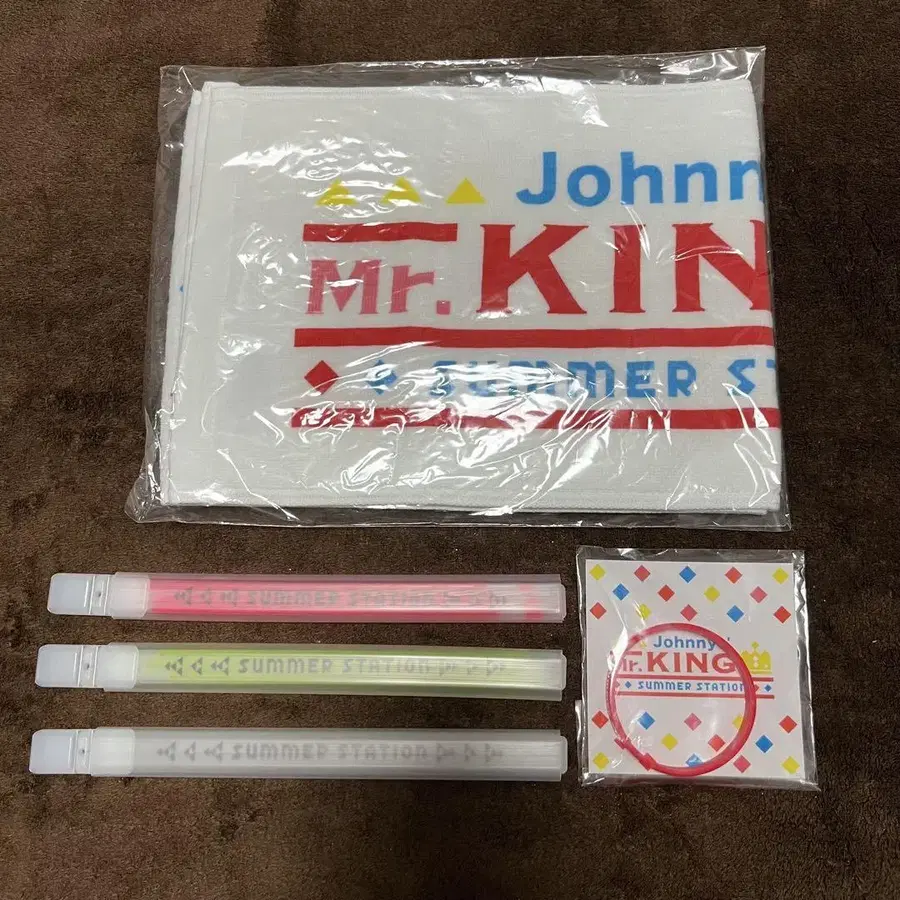 Johnn
Mr. KIN
SUMMER ST
SUMMER STATION
SUMMER STATION
SUMMER STATION
Johnny'
Mr. KING
SUMMER STATION